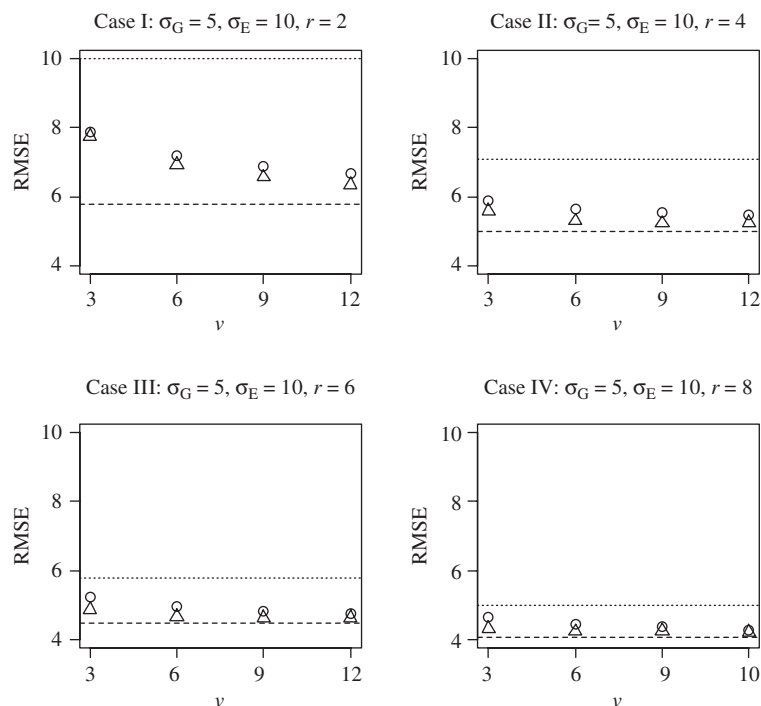 Case I: σG = 5, σE = 10, r = 2
10
8
6
4
RMSE
3 6 9 12
v
Case II: σG= 5, σE = 10, r = 4
10
8
6
4
RMSE
3 6 9 12
v
Case III: σG = 5, σE = 10, r = 6
10
8
6
4
RMSE
3 6 9 12
v
Case IV: σG = 5, σE = 10, r = 8
10
8
6
4
RMSE
3 6 9 10
v